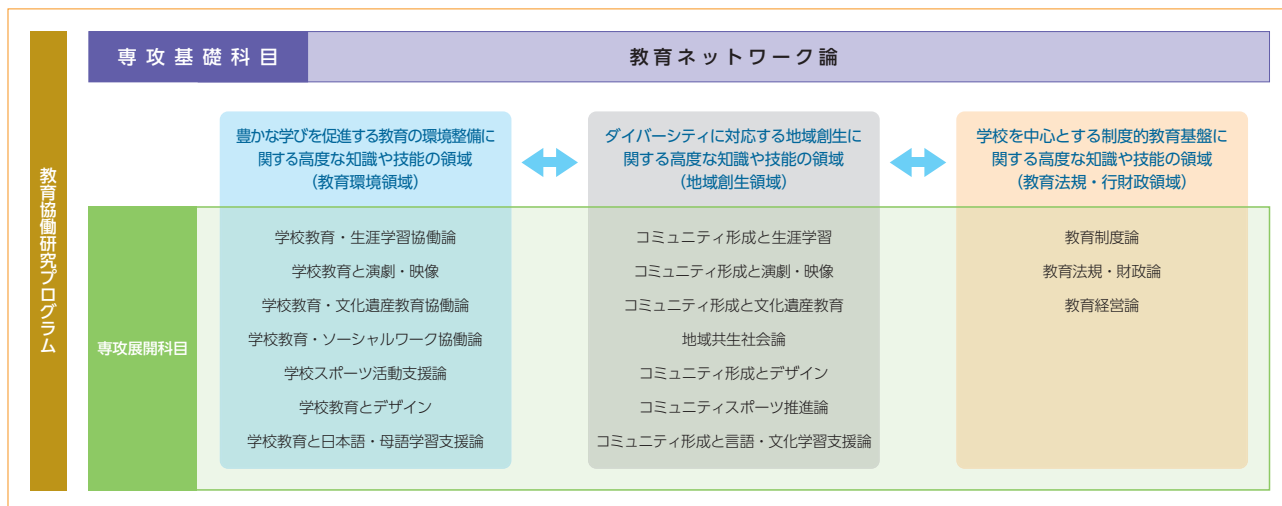 教育協働研究プログラム
専攻基礎科目
教育ネットワーク論
豊かな学びを促進する教育の環境整備に
関する高度な知識や技能の領域
（教育環境領域）
ダイバーシティに対応する地域創生に
関する高度な知識や技能の領域
（地域創生領域）
学校を中心とする制度的教育基盤に
関する高度な知識や技能の領域
（教育法規・行財政領域）
専攻展開科目
学校教育・生涯学習協働論
学校教育と演劇・映像
学校教育・文化遺産教育協働論
学校教育・ソーシャルワーク協働論
学校スポーツ活動支援論
学校教育とデザイン
学校教育と日本語・母語学習支援論
コミュニティ形成と生涯学習
コミュニティ形成と演劇・映像
コミュニティ形成と文化遺産教育
地域共生社会論
コミュニティ形成とデザイン
コミュニティスポーツ推進論
コミュニティ形成と言語・文化学習支援論
教育制度論
教育法規・財政論
教育経営論